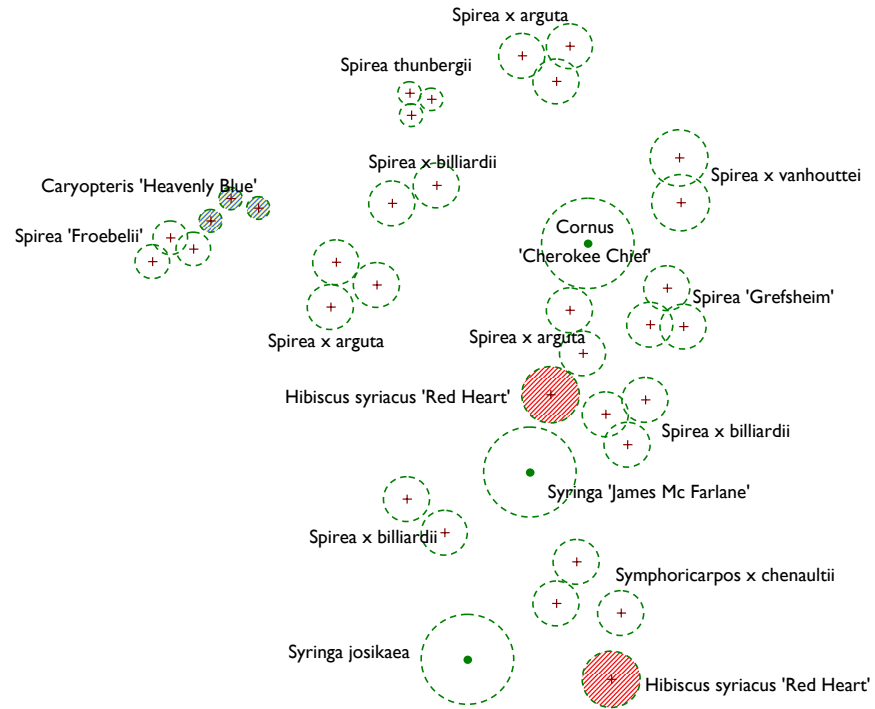 Spirea x arguta
Spirea thunbergii
Spirea x billiardii
Spirea x vanhouttei
Caryopteris 'Heavenly Blue'
Cornus
'Cherokee Chief'
Spirea 'Froebelii'
Spirea 'Grefsheim'
Spirea x arguta
Spirea x arguta
Hibiscus syriacus 'Red Heart'
Spirea x billiardii
Syringa 'James Mc Farlane'
Spirea x billiardii
Symphoricarpos x chenaultii
Syringa josikaea
Hibiscus syriacus 'Red Heart'